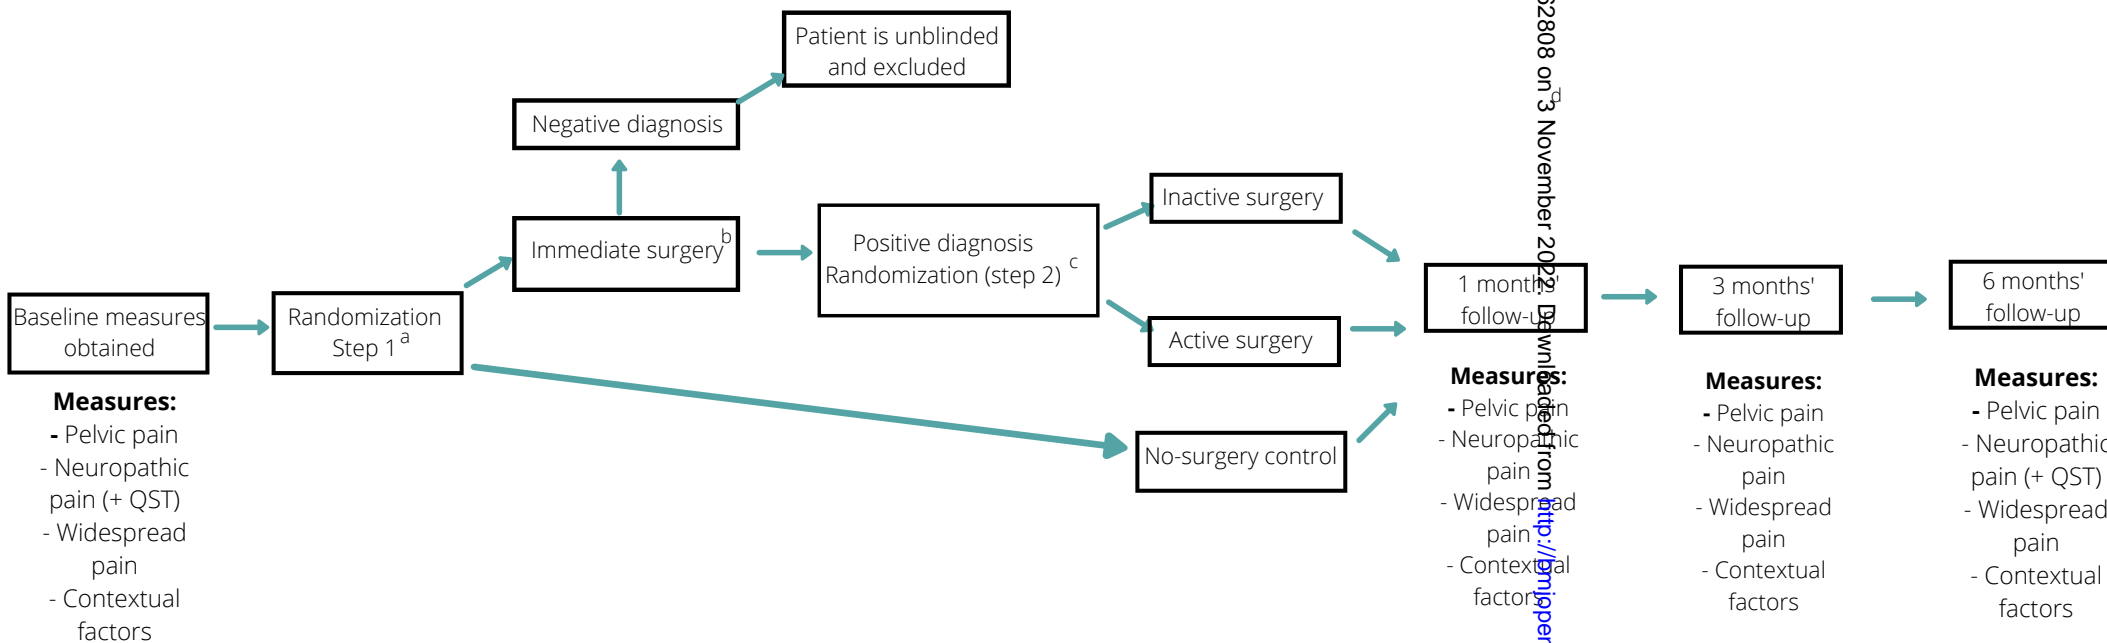 Patient is unblinded
and excluded
Negative diagnosis
Immediate surgery b
Positive diagnosis
Randomization (step 2) c
Inactive surgery
Active surgery
No-surgery control
Baseline measures
obtained
Randomization
Step 1 a
1 months'
follow-up
3 months'
follow-up
6 months'
follow-up
d
Measures:
- Pelvic pain
- Neuropathic
pain (+ QST)
- Widespread
pain
- Contextual
factors
Measures:
- Pelvic pain
- Neuropathic
pain
- Widespread
pain
- Contextual
factors
Measures:
- Pelvic pain
- Neuropathic
pain
- Widespread
pain
- Contextual
factors
Measures:
- Pelvic pain
- Neuropathic
pain (+ QST)
- Widespread
pain
- Contextual
factors
62808 on 3 November 2022. Downloaded from http://bmjoper